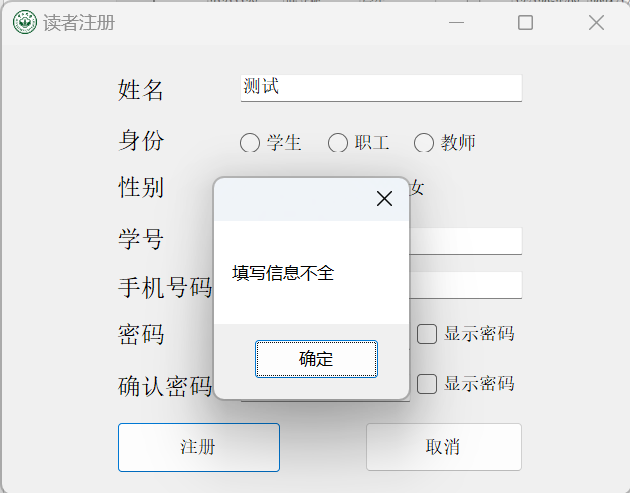 读者注册
姓名 测试
身份 学生 职工 教师
性别 女
学号
填写信息不全
手机号码
密码 显示密码
确定
确认密码 显示密码
注册 取消